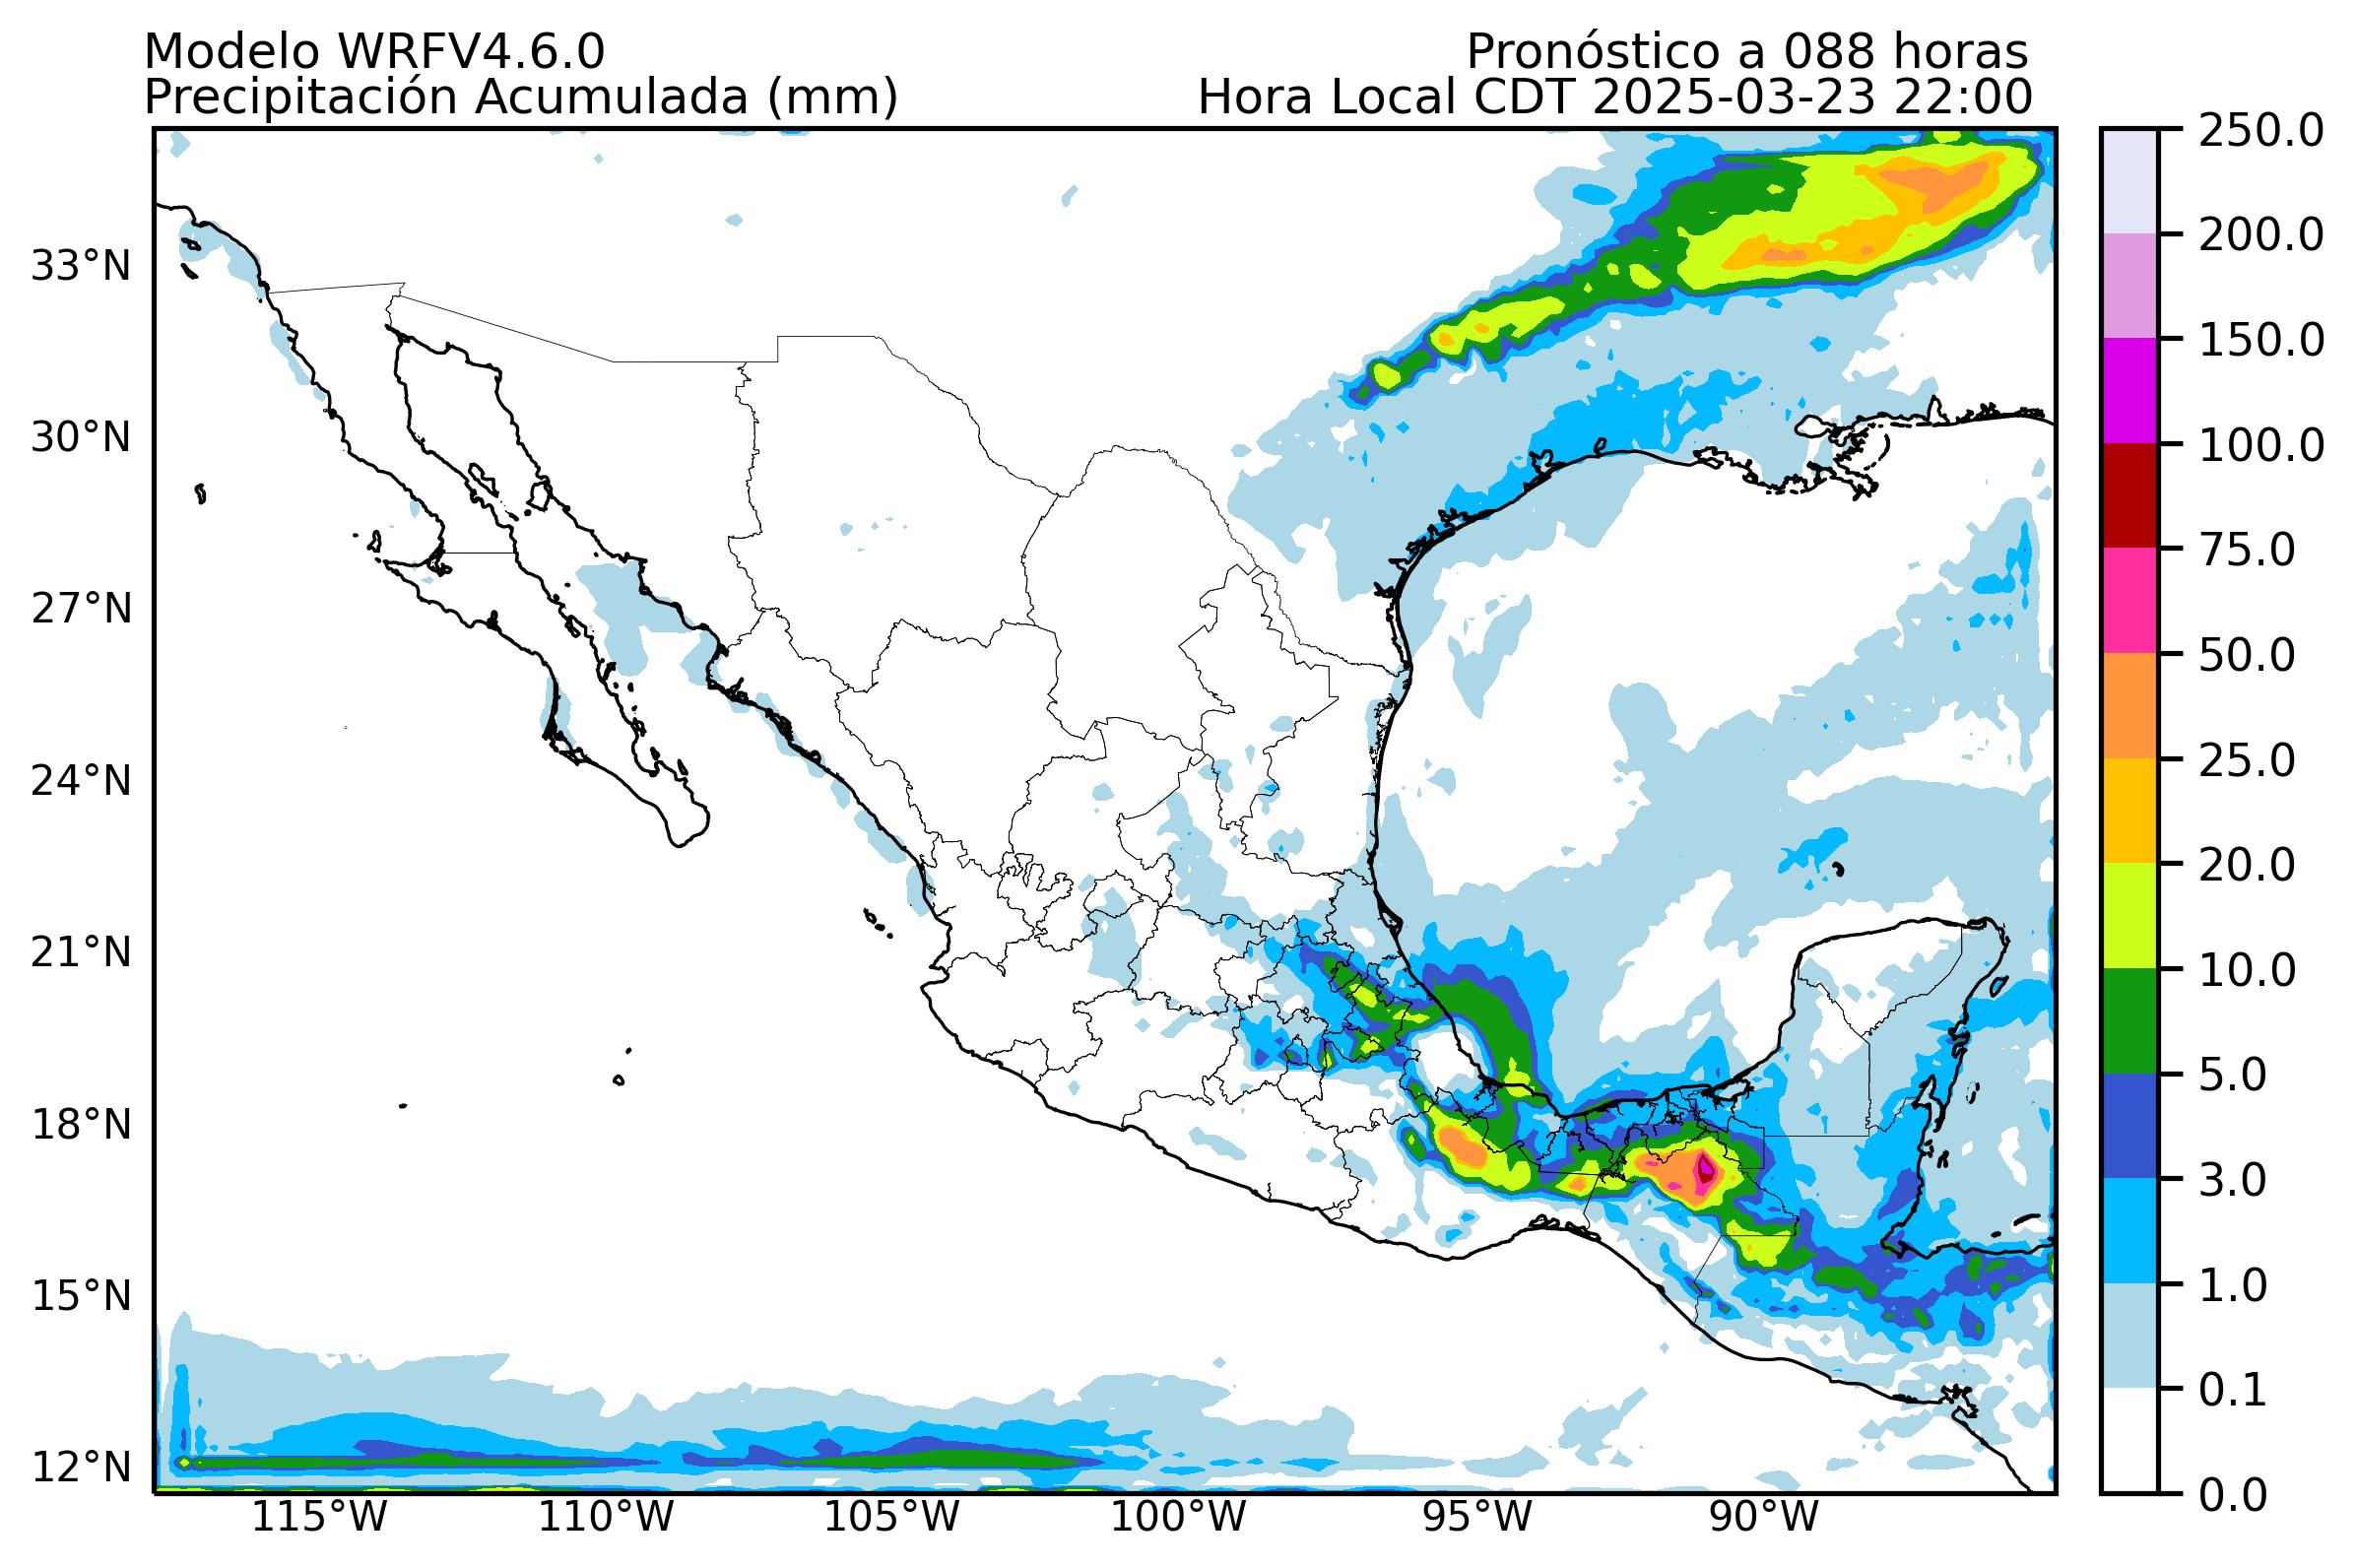 Modelo WRFV4.6.0
Pronóstico a 088 horas
Precipitación Acumulada (mm)
Hora Local CDT 2025-03-23 22:00
33°N
30°N
27°N
24°N
21°N
18°N
15°N
12°N
115°W
110°W
105°W
100°W
95°W
90°W
250.0
200.0
150.0
100.0
75.0
50.0
25.0
20.0
10.0
5.0
3.0
1.0
0.1
0.0